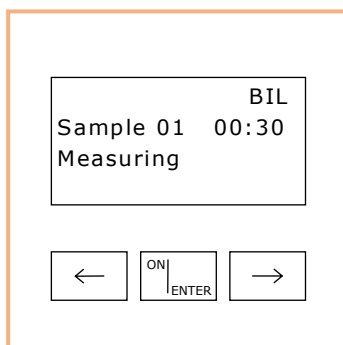 BIL
Sample 01 00:30
Measuring
← ON ENTER →